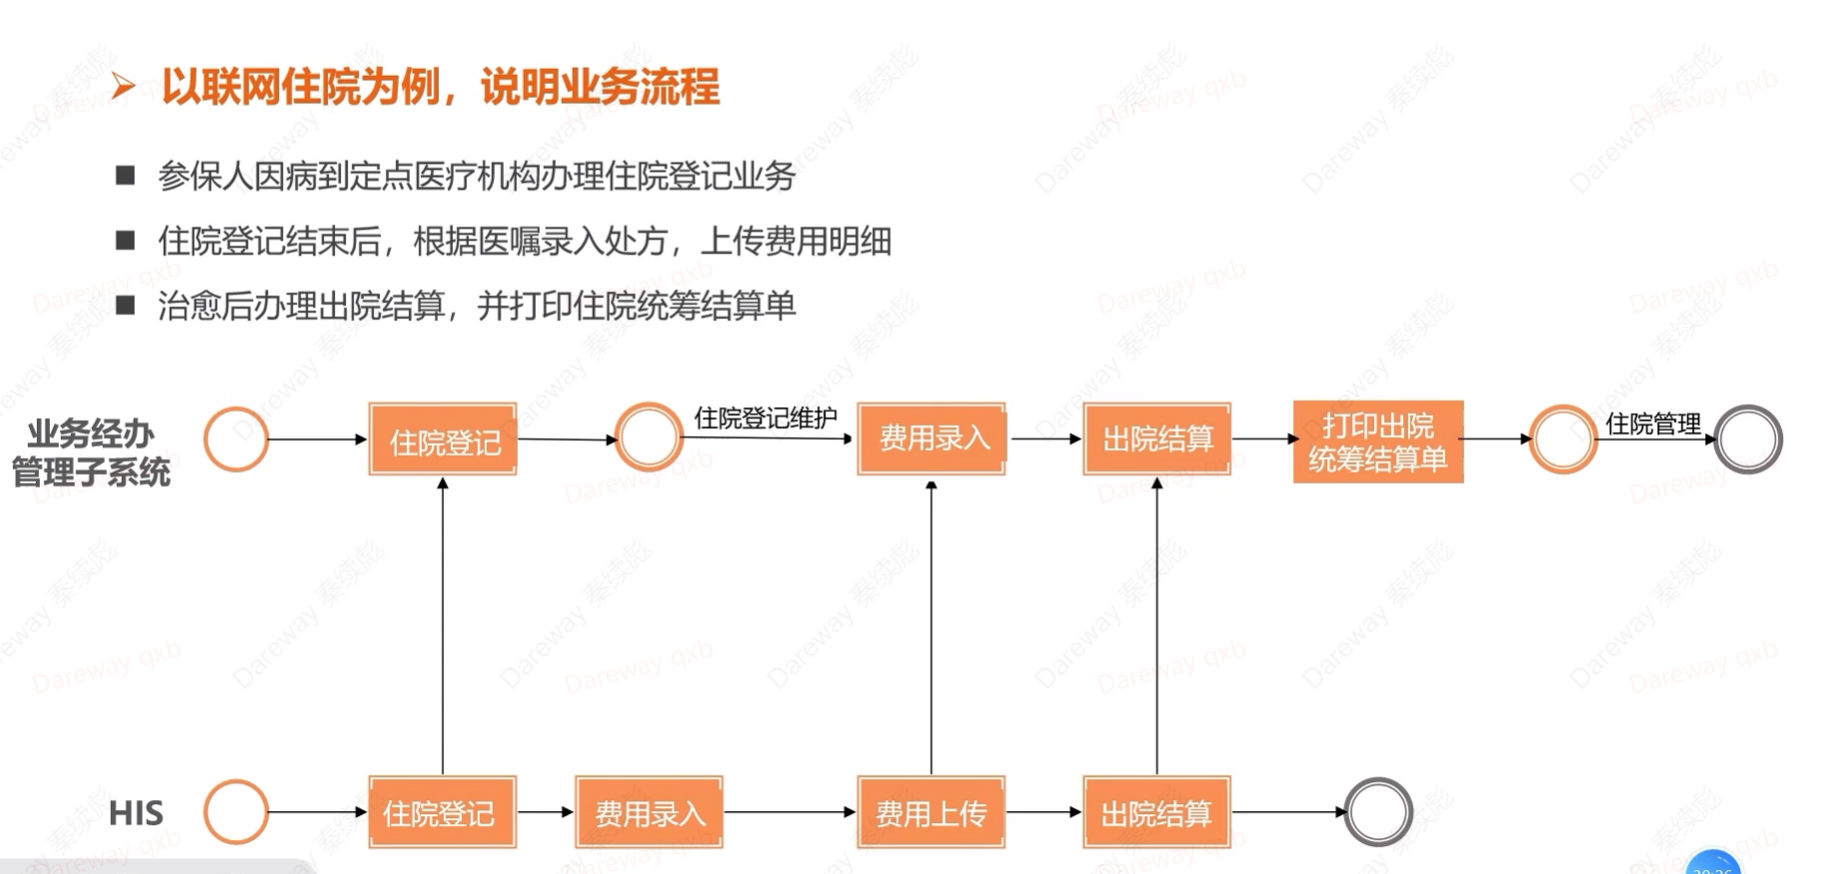 以联网住院为例，说明业务流程
参保人因病到定点医疗机构办理住院登记业务
住院登记结束后，根据医嘱录入处方，上传费用明细
治愈后办理出院结算，并打印住院统筹结算单
业务经办
管理子系统
住院登记
住院登记维护
费用录入
出院结算
打印出院
统筹结算单
住院管理
HIS
住院登记
费用录入
费用上传
出院结算
Dareway 秦续彪
Dareway qxb